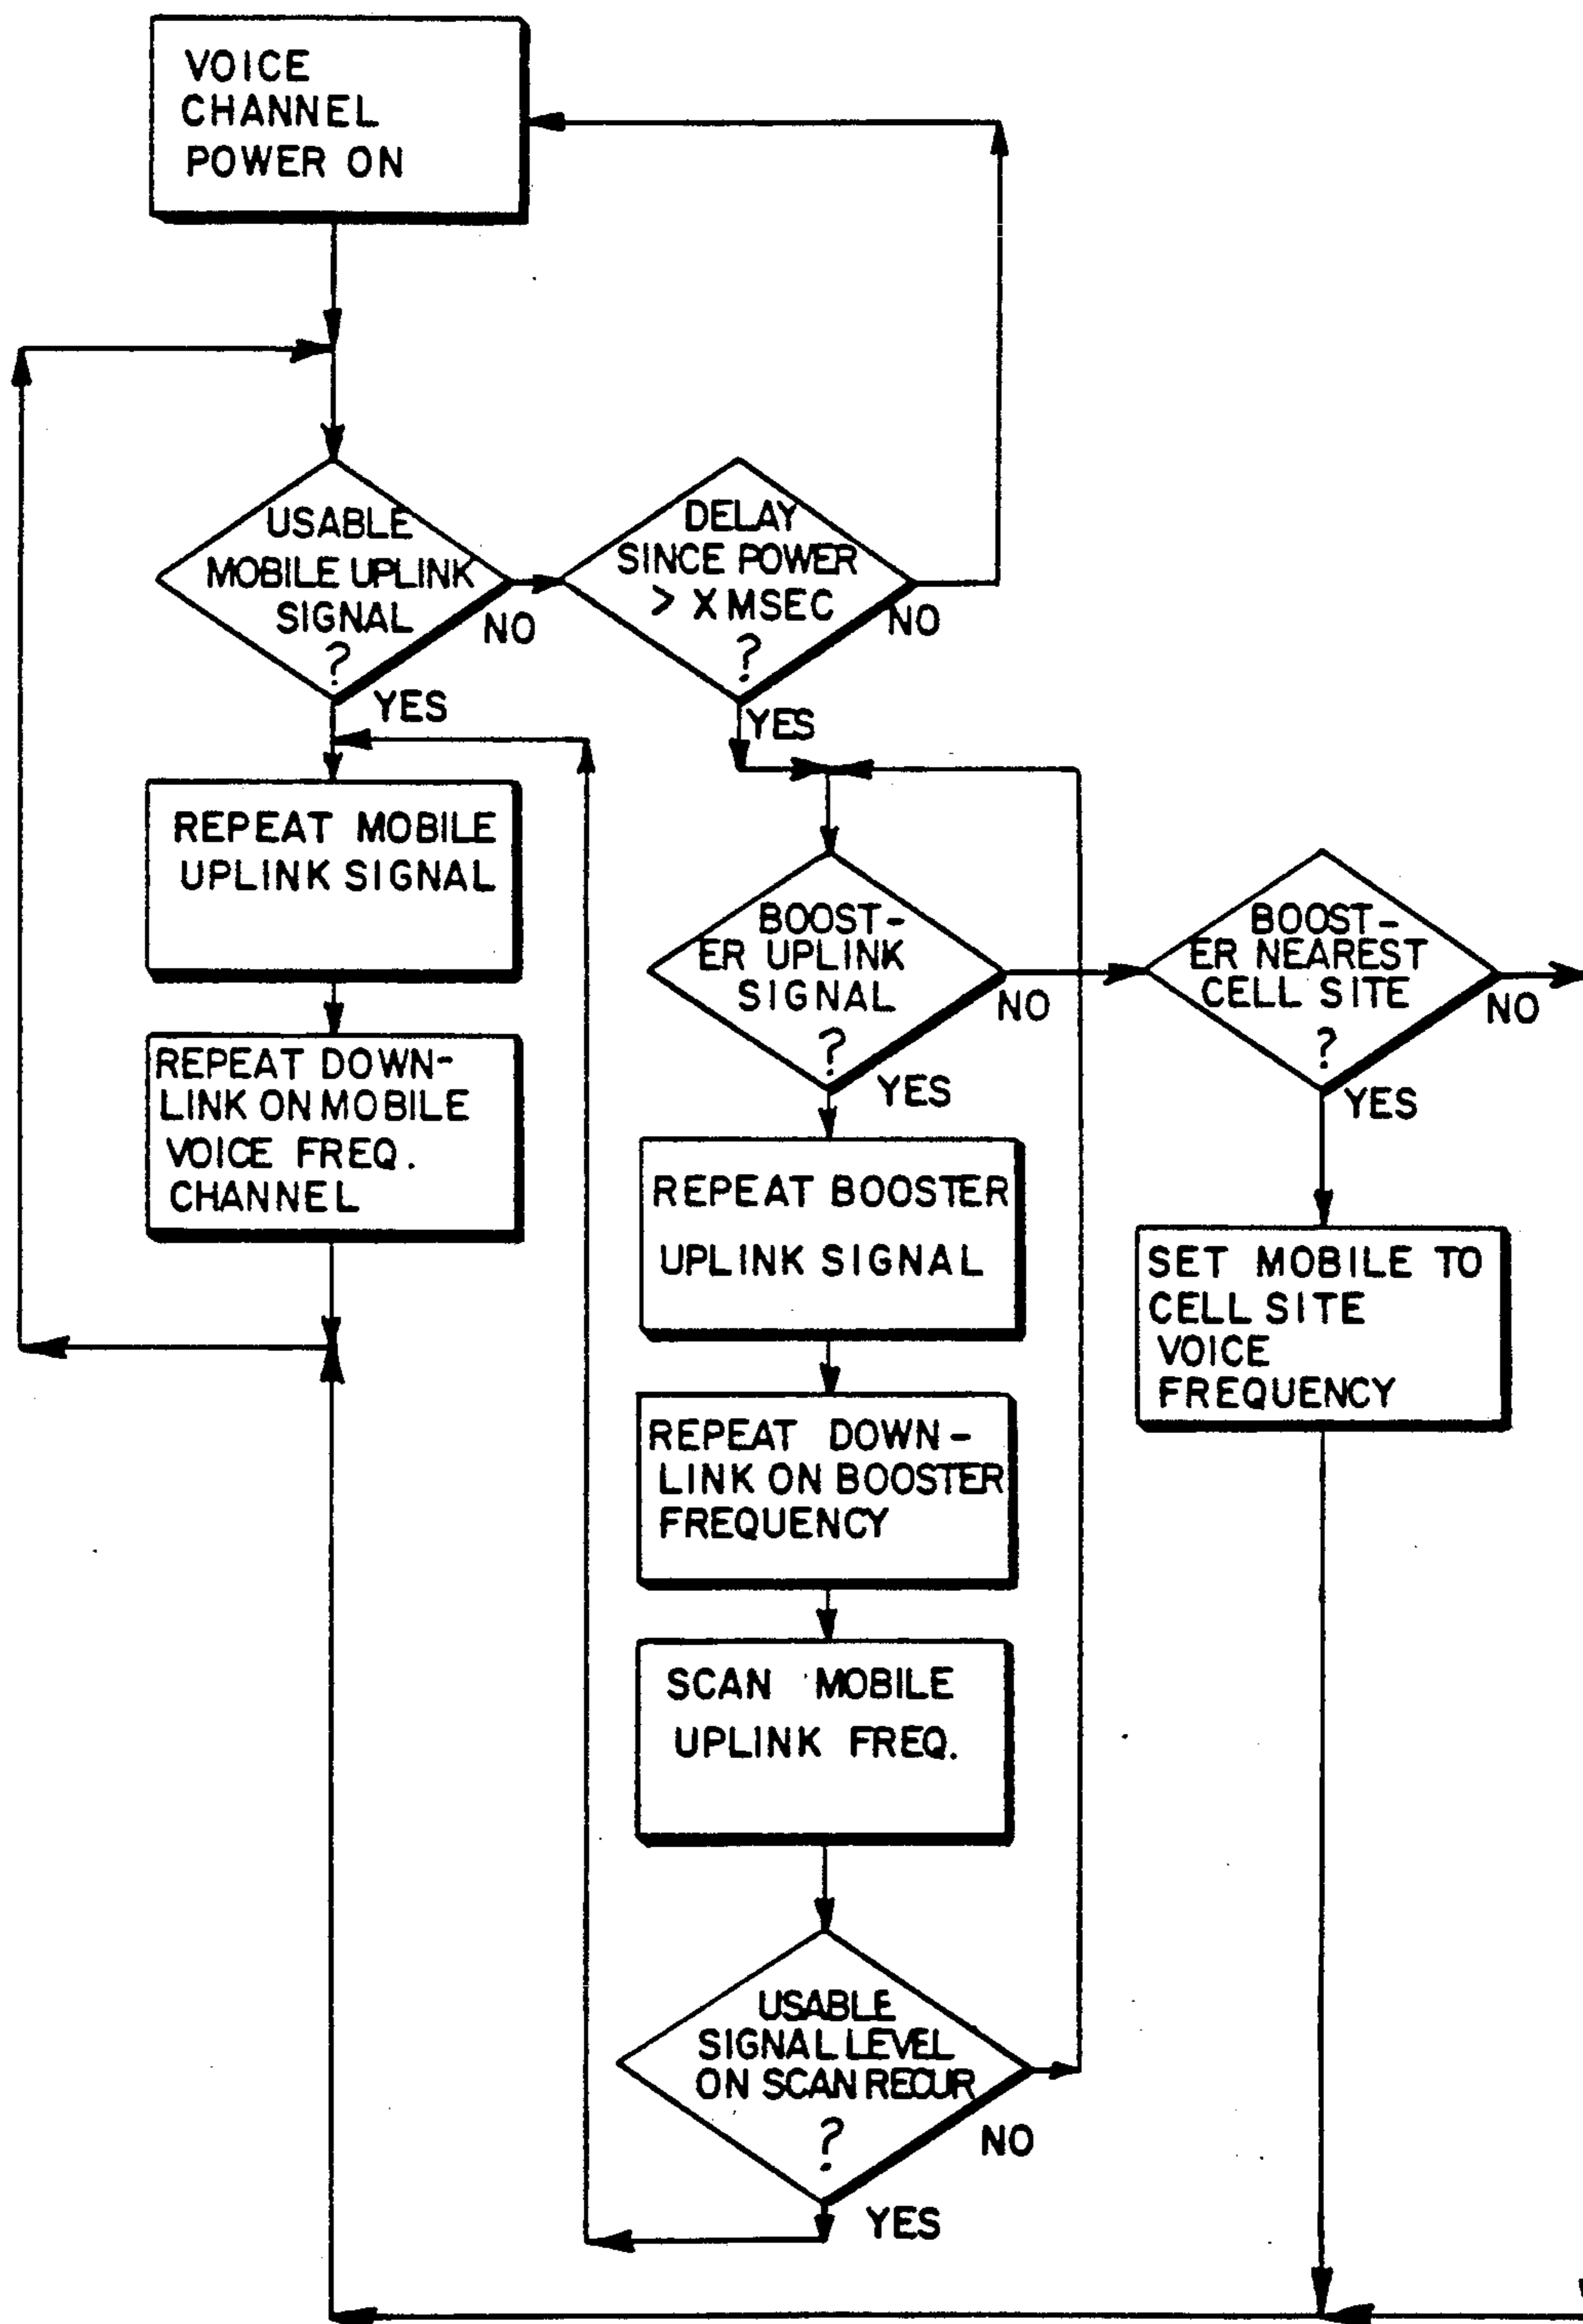 VOICE
CHANNEL
POWER ON
USABLE
MOBILE UPLINK
SIGNAL
?
NO
YES
DELAY
SINCE POWER
> X MSEC
?
NO
YES
REPEAT MOBILE
UPLINK SIGNAL
REPEAT DOWN-
LINK ON MOBILE
VOICE FREQ.
CHANNEL
BOOST-
ER UPLINK
SIGNAL
?
NO
YES
BOOST-
ER NEAREST
CELL SITE
?
NO
YES
REPEAT BOOSTER
UPLINK SIGNAL
SET MOBILE TO
CELL SITE
VOICE
FREQUENCY
REPEAT DOWN-
LINK ON BOOSTER
FREQUENCY
SCAN MOBILE
UPLINK FREQ.
USABLE
SIGNAL LEVEL
ON SCAN RECUR
?
NO
YES